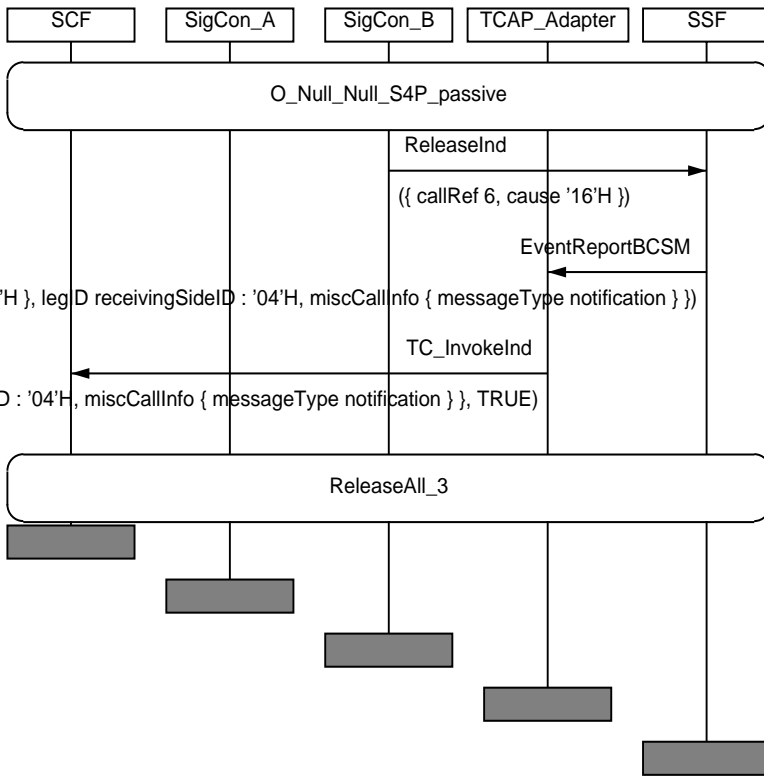 SCF SigCon_A SigCon_B TCAP_Adapter SSF
O_Null_Null_S4P_passive
ReleaseInd
({ callRef 6, cause '16'H })
EventReportBCSM
'H }, legID receivingSideID : '04'H, miscCallInfo { messageType notification } })
TC_InvokeInd
D : '04'H, miscCallInfo { messageType notification } }, TRUE)
ReleaseAll_3